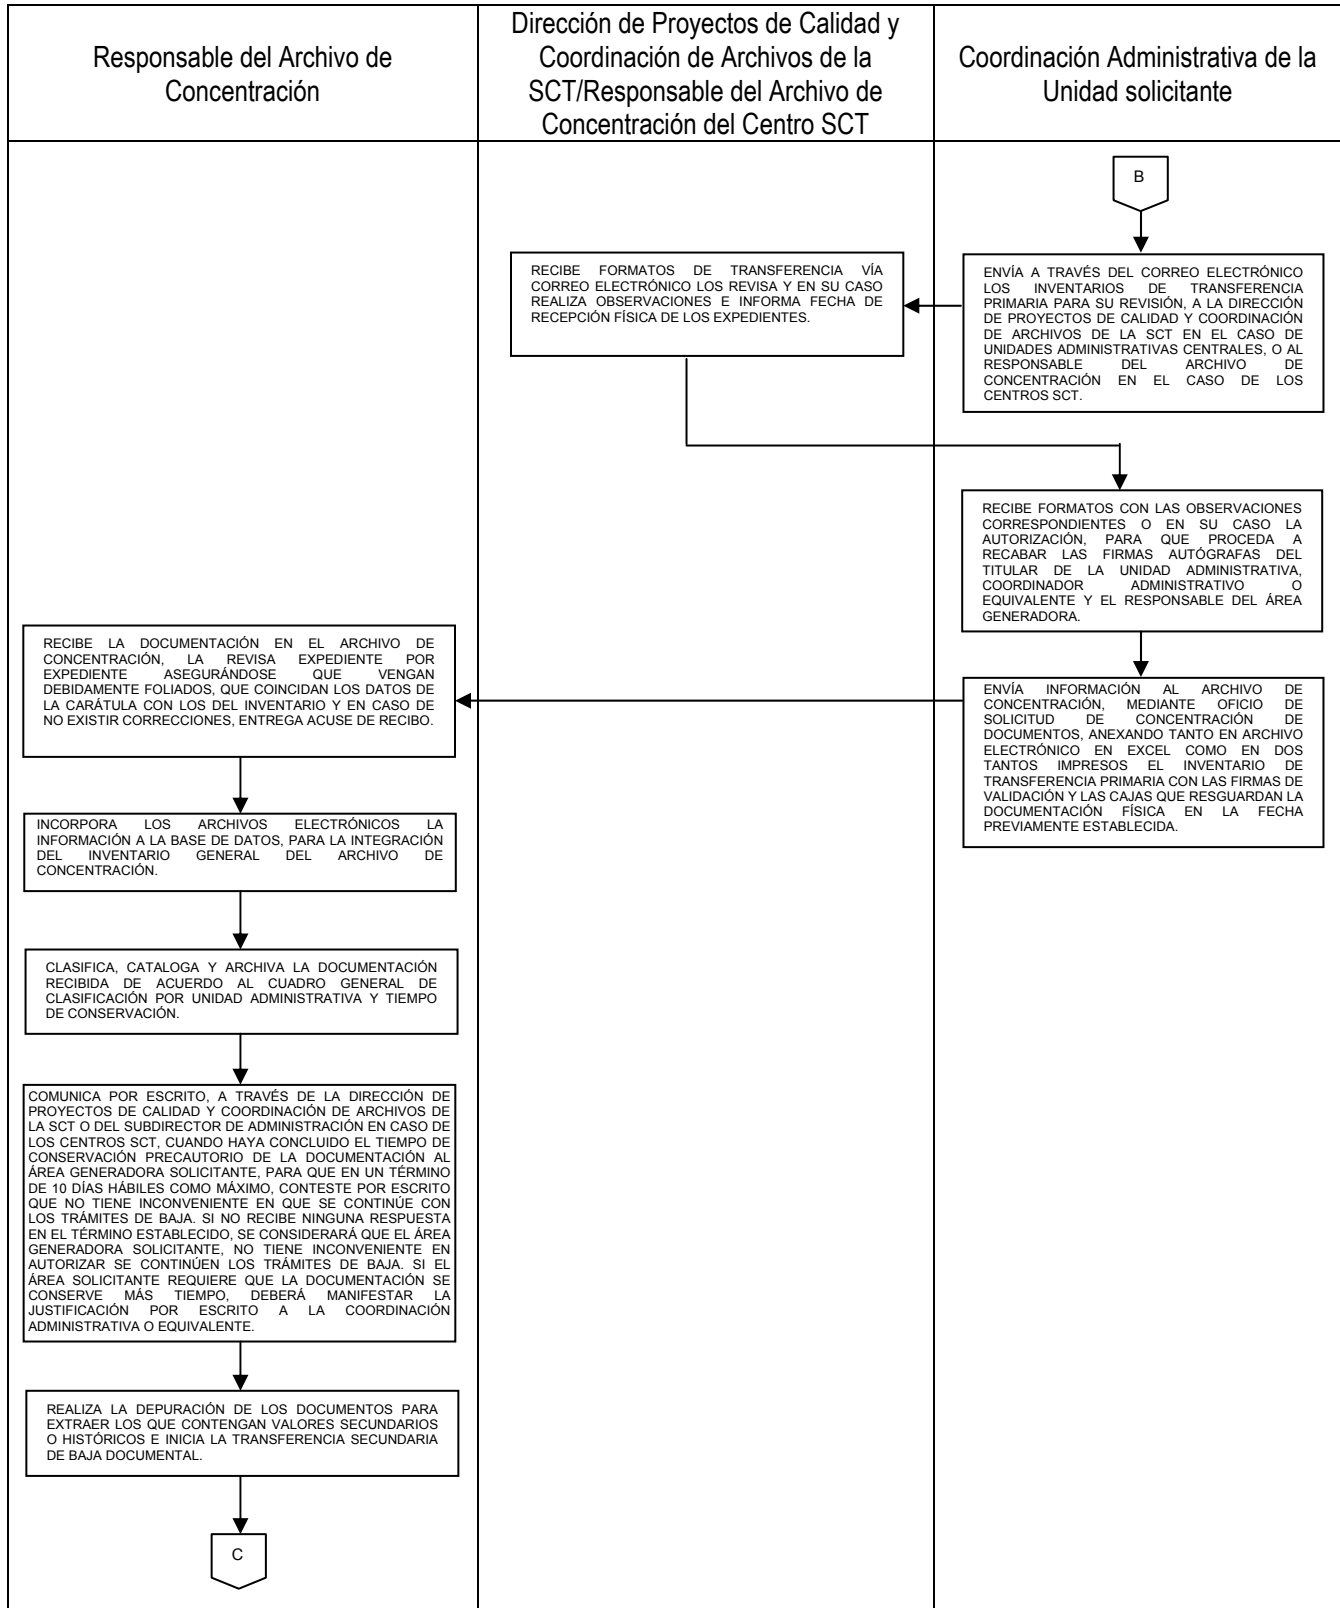 Responsable del Archivo de
Concentración
Dirección de Proyectos de Calidad y
Coordinación de Archivos de la
SCT/Responsable del Archivo de
Concentración del Centro SCT
Coordinación Administrativa de la
Unidad solicitante
B
ENVÍA A TRAVÉS DEL CORREO ELECTRÓNICO
LOS INVENTARIOS DE TRANSFERENCIA
PRIMARIA PARA SU REVISIÓN, A LA DIRECCIÓN
DE PROYECTOS DE CALIDAD Y COORDINACIÓN
DE ARCHIVOS DE LA SCT EN EL CASO DE
UNIDADES ADMINISTRATIVAS CENTRALES, O AL
RESPONSABLE DEL ARCHIVO DE
CONCENTRACIÓN EN EL CASO DE LOS
CENTROS SCT.
RECIBE FORMATOS DE TRANSFERENCIA VÍA
CORREO ELECTRÓNICO LOS REVISA Y EN SU CASO
REALIZA OBSERVACIONES E INFORMA FECHA DE
RECEPCIÓN FÍSICA DE LOS EXPEDIENTES.
RECIBE FORMATOS CON LAS OBSERVACIONES
CORRESPONDIENTES O EN SU CASO LA
AUTORIZACIÓN, PARA QUE PROCEDA A
RECABAR LAS FIRMAS AUTÓGRAFAS DEL
TITULAR DE LA UNIDAD ADMINISTRATIVA,
COORDINADOR ADMINISTRATIVO O
EQUIVALENTE Y EL RESPONSABLE DEL ÁREA
GENERADORA.
ENVÍA INFORMACIÓN AL ARCHIVO DE
CONCENTRACIÓN, MEDIANTE OFICIO DE
SOLICITUD DE CONCENTRACIÓN DE
DOCUMENTOS, ANEXANDO TANTO EN ARCHIVO
ELECTRÓNICO EN EXCEL COMO EN DOS
TANTOS IMPRESOS EL INVENTARIO DE
TRANSFERENCIA PRIMARIA CON LAS FIRMAS DE
VALIDACIÓN Y LAS CAJAS QUE RESGUARDAN LA
DOCUMENTACIÓN FÍSICA EN LA FECHA
PREVIAMENTE ESTABLECIDA.
RECIBE LA DOCUMENTACIÓN EN EL ARCHIVO DE
CONCENTRACIÓN, LA REVISA EXPEDIENTE POR
EXPEDIENTE ASEGURÁNDOSE QUE VENGAN
DEBIDAMENTE FOLIADOS, QUE COINCIDAN LOS DATOS DE
LA CARÁTULA CON LOS DEL INVENTARIO Y EN CASO DE
NO EXISTIR CORRECCIONES, ENTREGA ACUSE DE RECIBO.
INCORPORA LOS ARCHIVOS ELECTRÓNICOS LA
INFORMACIÓN A LA BASE DE DATOS, PARA LA INTEGRACIÓN
DEL INVENTARIO GENERAL DEL ARCHIVO DE
CONCENTRACIÓN.
CLASIFICA, CATALOGA Y ARCHIVA LA DOCUMENTACIÓN
RECIBIDA DE ACUERDO AL CUADRO GENERAL DE
CLASIFICACIÓN POR UNIDAD ADMINISTRATIVA Y TIEMPO
DE CONSERVACIÓN.
COMUNICA POR ESCRITO, A TRAVÉS DE LA DIRECCIÓN DE
PROYECTOS DE CALIDAD Y COORDINACIÓN DE ARCHIVOS DE
LA SCT O DEL SUBDIRECTOR DE ADMINISTRACIÓN EN CASO DE
LOS CENTROS SCT, CUANDO HAYA CONCLUIDO EL TIEMPO DE
CONSERVACIÓN PRECAUTORIO DE LA DOCUMENTACIÓN AL
ÁREA GENERADORA SOLICITANTE, PARA QUE EN UN TÉRMINO
DE 10 DÍAS HÁBILES COMO MÁXIMO, CONTESTE POR ESCRITO
QUE NO TIENE INCONVENIENTE EN QUE SE CONTINÚE CON
LOS TRÁMITES DE BAJA. SI NO RECIBE NINGUNA RESPUESTA
EN EL TÉRMINO ESTABLECIDO, SE CONSIDERARÁ QUE EL ÁREA
GENERADORA SOLICITANTE, NO TIENE INCONVENIENTE EN
AUTORIZAR SE CONTINÚEN LOS TRÁMITES DE BAJA. SI EL
ÁREA SOLICITANTE REQUIERE QUE LA DOCUMENTACIÓN SE
CONSERVE MÁS TIEMPO, DEBERÁ MANIFESTAR LA
JUSTIFICACIÓN POR ESCRITO A LA COORDINACIÓN
ADMINISTRATIVA O EQUIVALENTE.
REALIZA LA DEPURACIÓN DE LOS DOCUMENTOS PARA
EXTRAER LOS QUE CONTENGAN VALORES SECUNDARIOS
O HISTÓRICOS E INICIA LA TRANSFERENCIA SECUNDARIA
DE BAJA DOCUMENTAL.
C